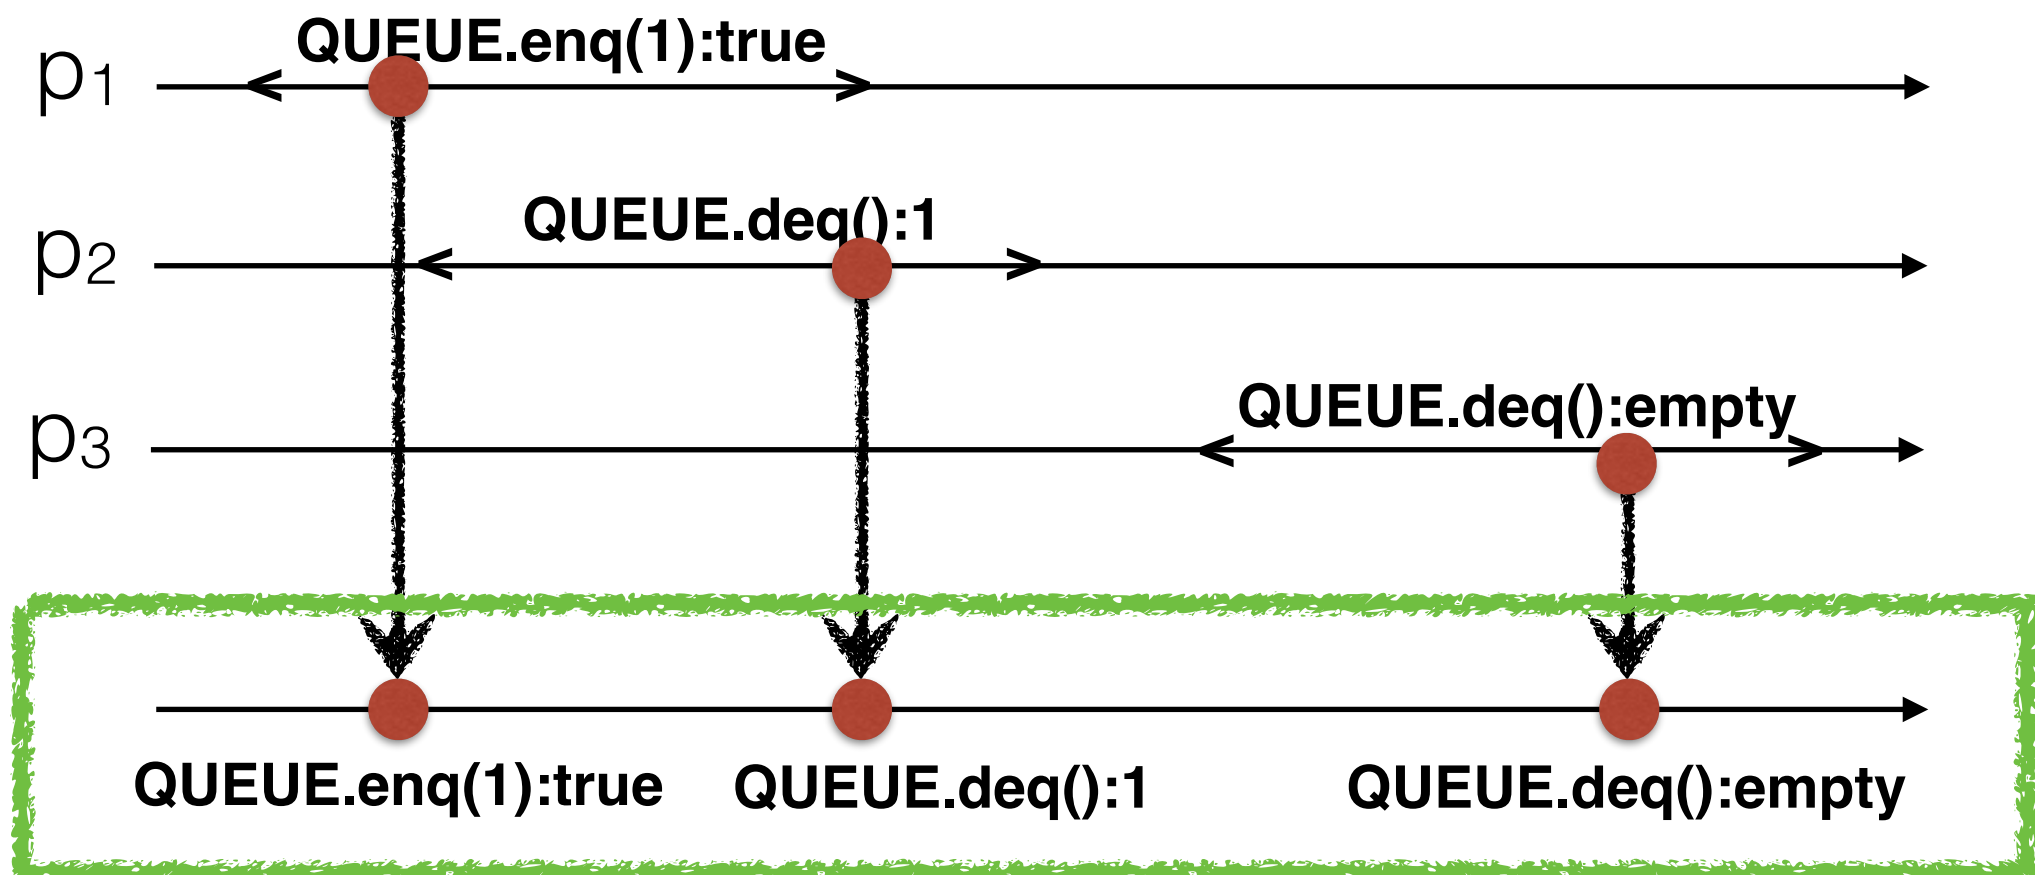 QUEUE.enq(1):true
p1
QUEUE.deq():1
p2
QUEUE.deq():empty
p3
QUEUE.enq(1):true QUEUE.deq():1 QUEUE.deq():empty